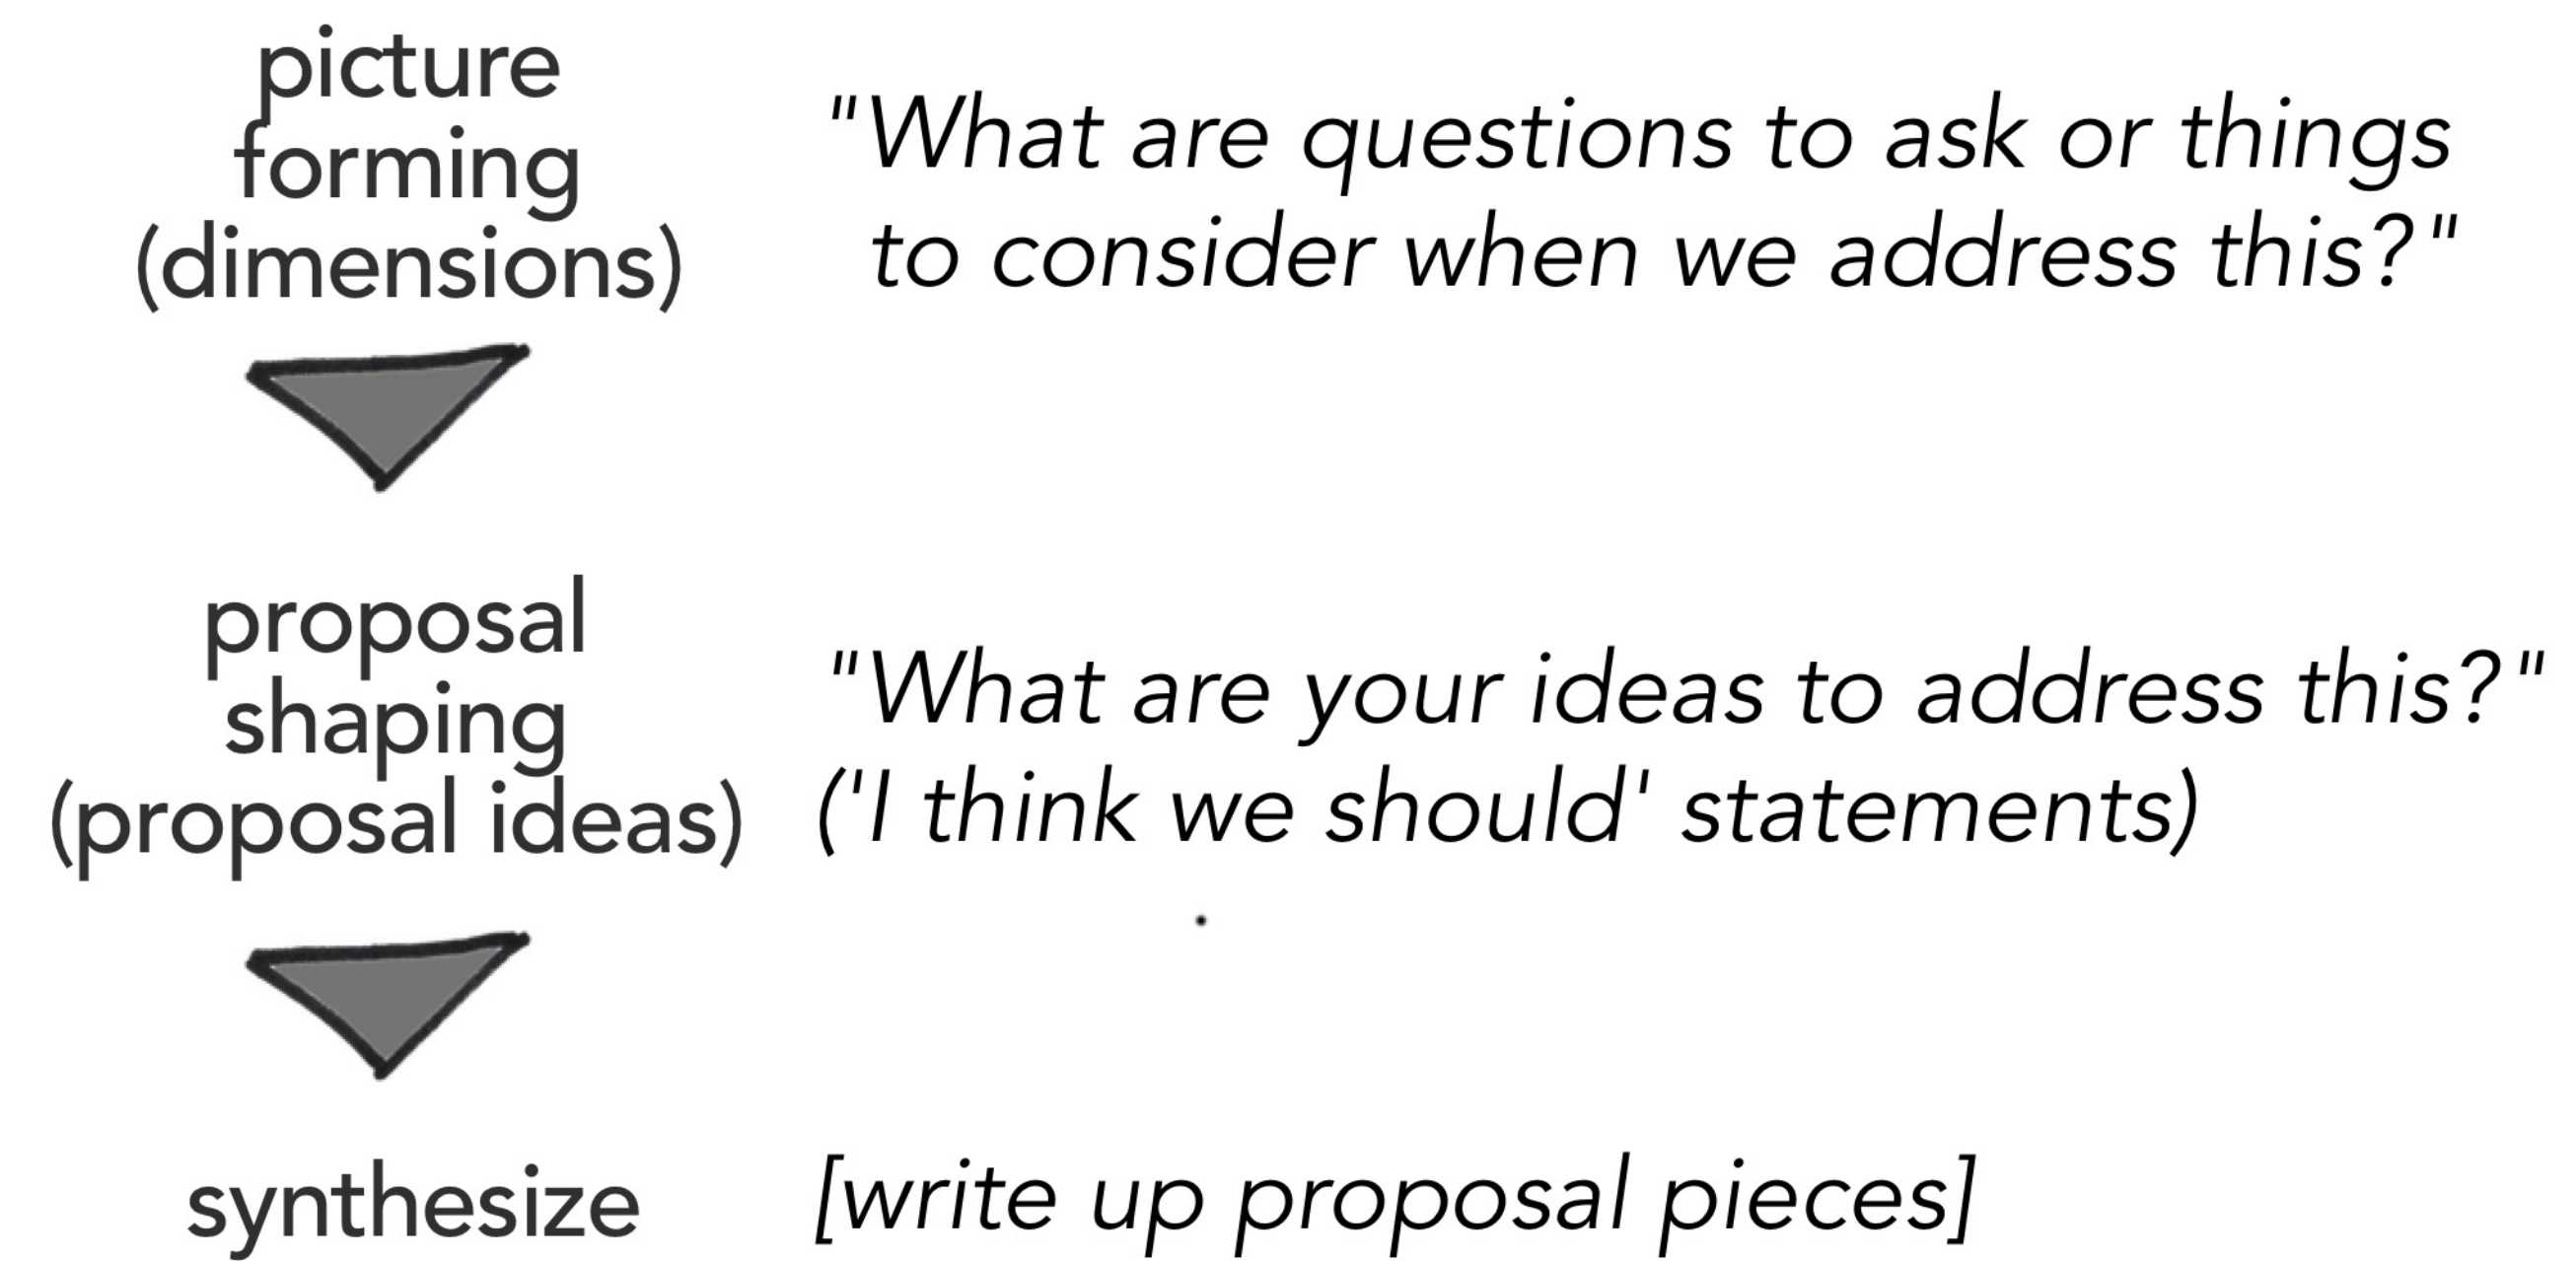 picture
forming
(dimensions)
"What are questions to ask or things
to consider when we address this?"
proposal
shaping
(proposal ideas)
"What are your ideas to address this?"
('I think we should' statements)
synthesize
[write up proposal pieces]